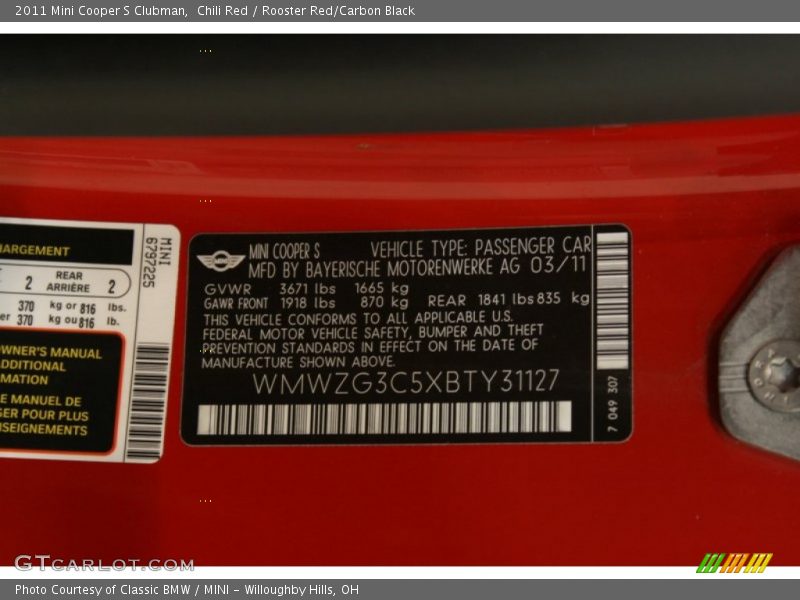 2011 Mini Cooper S Clubman, Chili Red / Rooster Red/Carbon Black
HARGEMENT
2 REAR ARRIÈRE 2
370 kg or 816 lbs.
er 370 kg ou 816 lb.
OWNER'S MANUAL
ADDITIONAL
MATION
E MANUEL DE
GER POUR PLUS
SEIGNEMENTS
MINI
6797225
MINI COOPER S VEHICLE TYPE: PASSENGER CAR
MFD BY BAYERISCHE MOTORENWERKE AG 03/11
GVWR 3671 lbs 1665 kg
GAWR FRONT 1918 lbs 870 kg REAR 1841 lbs 835 kg
THIS VEHICLE CONFORMS TO ALL APPLICABLE U.S.
FEDERAL MOTOR VEHICLE SAFETY, BUMPER AND THEFT
PREVENTION STANDARDS IN EFFECT ON THE DATE OF
MANUFACTURE SHOWN ABOVE.
WMWZG3C5XBTY31127
7 049 307
GTCARLOT.COM
Photo Courtesy of Classic BMW / MINI - Willoughby Hills, OH